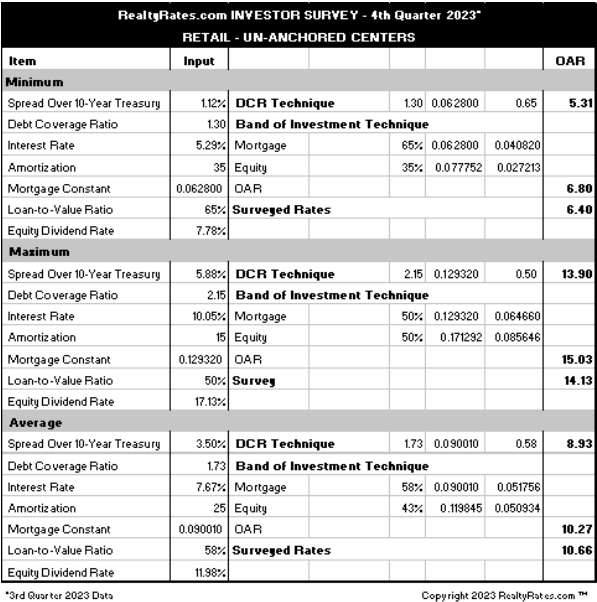 RealtyRates.com INVESTOR SURVEY - 4th Quarter 2023*
RETAIL - UN-ANCHORED CENTERS
Item Input OAR
Minimum
Spread Over 10-Year Treasury 1.12% DCR Technique 1.30 0.062800 0.65 5.31
Debt Coverage Ratio 1.30 Band of Investment Technique
Interest Rate 5.29% Mortgage 65% 0.062800 0.040820
Amortization 35 Equity 35% 0.077752 0.027213
Mortgage Constant 0.062800 OAR 6.80
Loan-to-Value Ratio 65% Surveyed Rates 6.40
Equity Dividend Rate 7.78%
Maximum
Spread Over 10-Year Treasury 5.88% DCR Technique 2.15 0.129320 0.50 13.90
Debt Coverage Ratio 2.15 Band of Investment Technique
Interest Rate 10.05% Mortgage 50% 0.129320 0.064660
Amortization 15 Equity 50% 0.171292 0.085646
Mortgage Constant 0.129320 OAR 15.03
Loan-to-Value Ratio 50% Survey 14.13
Equity Dividend Rate 17.13%
Average
Spread Over 10-Year Treasury 3.50% DCR Technique 1.73 0.090010 0.58 8.93
Debt Coverage Ratio 1.73 Band of Investment Technique
Interest Rate 7.67% Mortgage 58% 0.090010 0.051756
Amortization 25 Equity 43% 0.119845 0.050934
Mortgage Constant 0.090010 OAR 10.27
Loan-to-Value Ratio 58% Surveyed Rates 10.66
Equity Dividend Rate 11.98%
*3rd Quarter 2023 Data Copyright 2023 RealtyRates.com ™